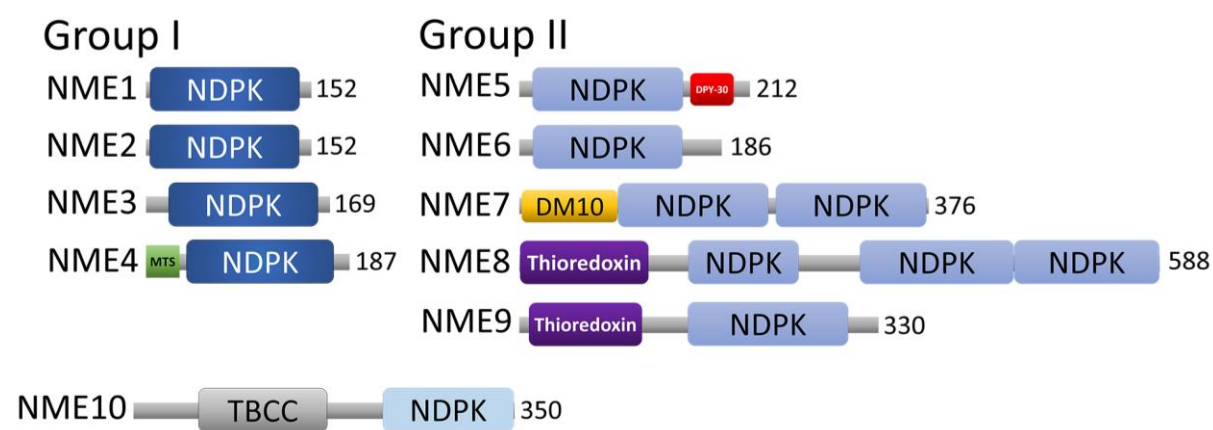 Group I
NME1 NDPK 152
NME2 NDPK 152
NME3 NDPK 169
NME4 MTS NDPK 187
Group II
NME5 NDPK DPY-30 212
NME6 NDPK 186
NME7 DM10 NDPK NDPK 376
NME8 Thioredoxin NDPK NDPK NDPK 588
NME9 Thioredoxin NDPK 330
NME10 TBCC NDPK 350